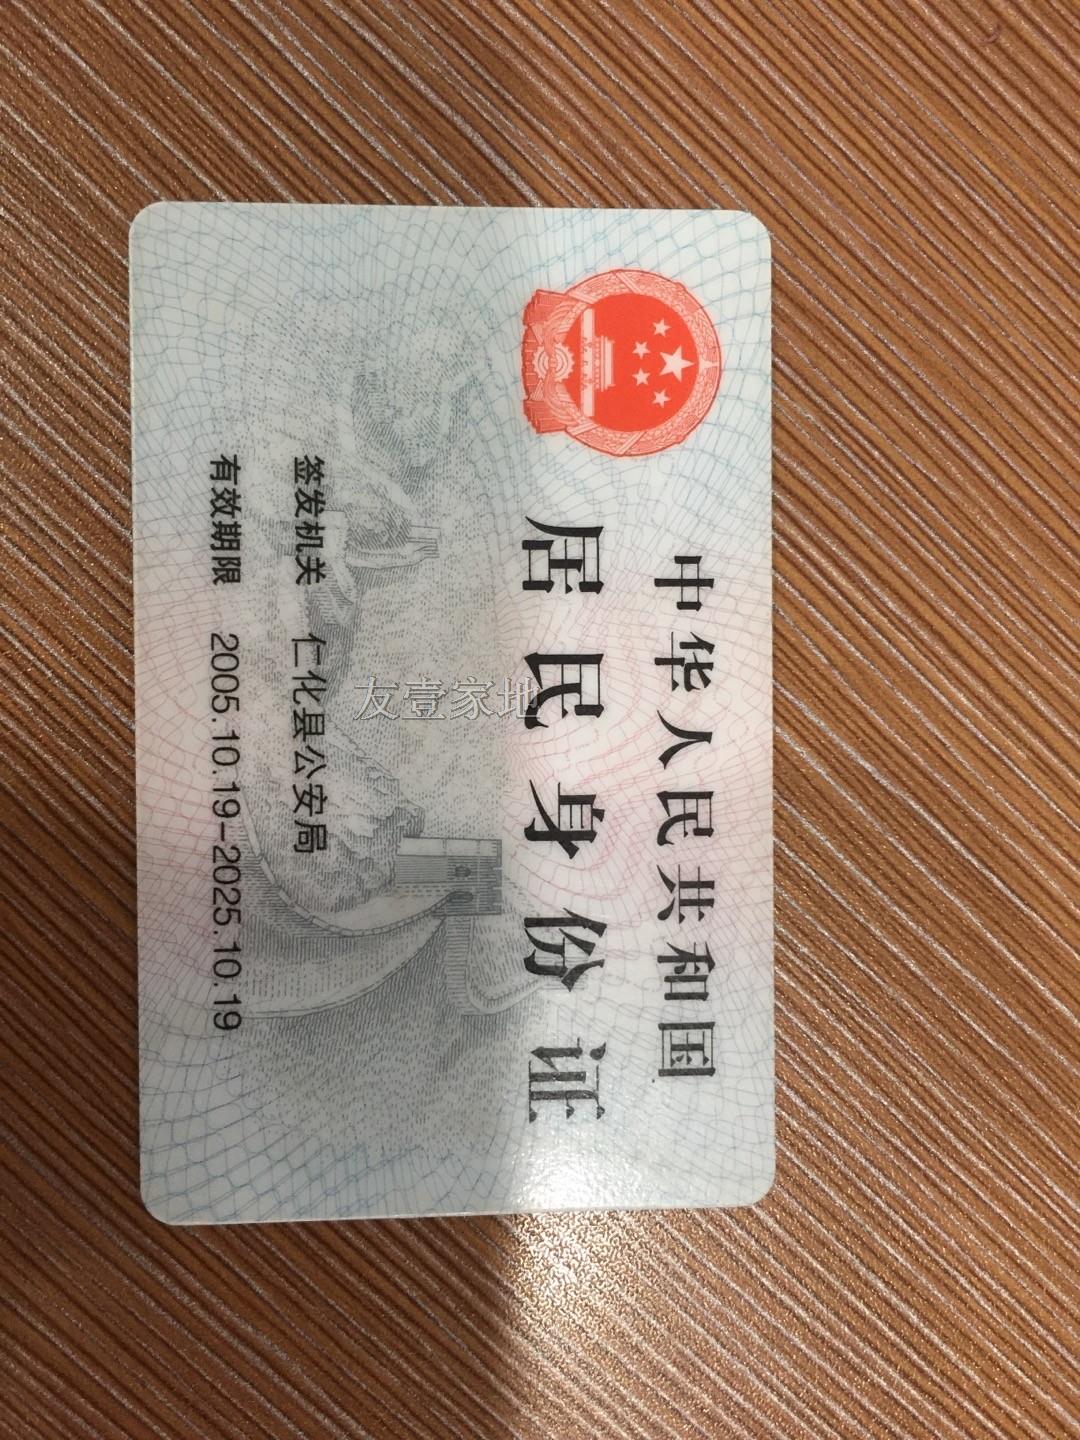 中华人民共和国
居民身份证
签发机关 仁化县公安局
有效期限 2005.10.19-2025.10.19
友壹家地